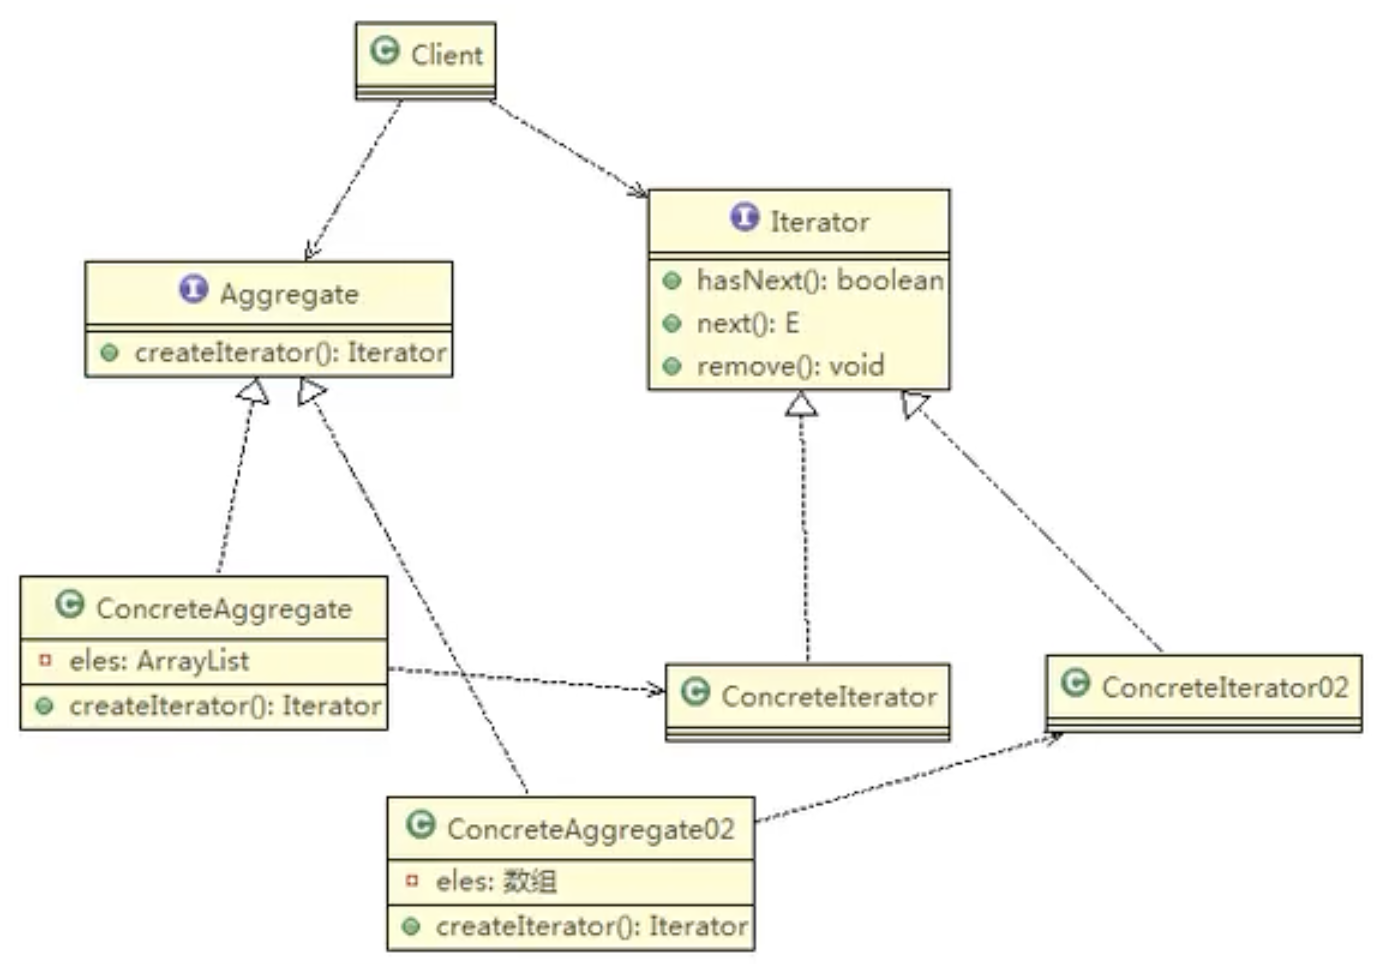 C Client
I Iterator
hasNext(): boolean
next(): E
remove(): void
I Aggregate
createIterator(): Iterator
C ConcreteAggregate
eles: ArrayList
createIterator(): Iterator
C ConcreteIterator
C ConcreteIterator02
C ConcreteAggregate02
eles: 数组
createIterator(): Iterator